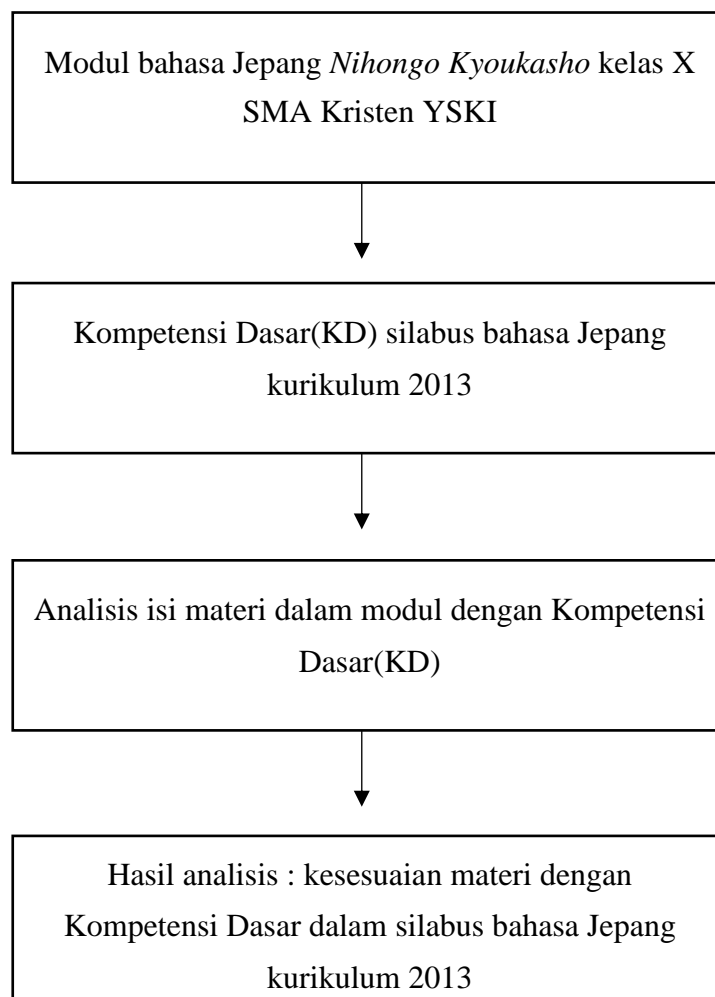 Modul bahasa Jepang Nihongo Kyoukasho kelas X
SMA Kristen YSKI
Kompetensi Dasar(KD) silabus bahasa Jepang
kurikulum 2013
Analisis isi materi dalam modul dengan Kompetensi
Dasar(KD)
Hasil analisis : kesesuaian materi dengan
Kompetensi Dasar dalam silabus bahasa Jepang
kurikulum 2013